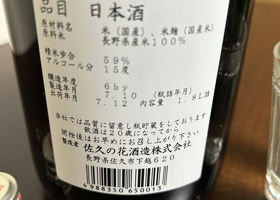 品目 日本酒
原材料名 米(国産)、米麹(国産米)
原料米 長野県産米100%
精米歩合 59%
アルコール分 15度
醸造年度 6by
製造年月 7.10 (瓶詰年月)
出荷年月 7.12 内容量 1.8L詰
当社では品質に留意し瓶貯蔵をしております
飲酒は20歳になってから
開栓後はお早めにお召し上がり下さい
製造者 佐久の花酒造株式会社
長野県佐久市下越620
4988350650013